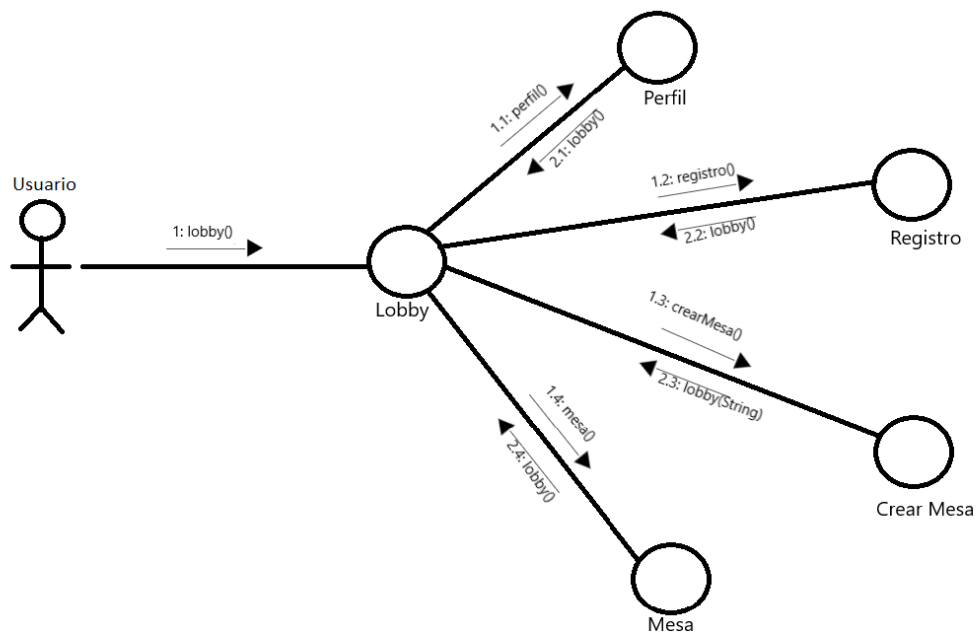 Perfil
1.1: perfil()
2.1: lobby()
1.2: registro()
2.2: lobby()
Registro
Usuario
1: lobby()
Lobby
1.3: crearMesa()
2.3: lobby(String)
Crear Mesa
1.4: mesa()
2.4: lobby()
Mesa